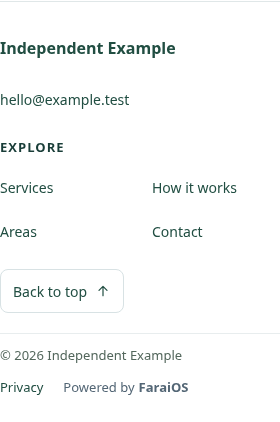 Independent Example
hello@example.test
EXPLORE
Services How it works
Areas Contact
Back to top ↑
© 2026 Independent Example
Privacy Powered by FaraiOS